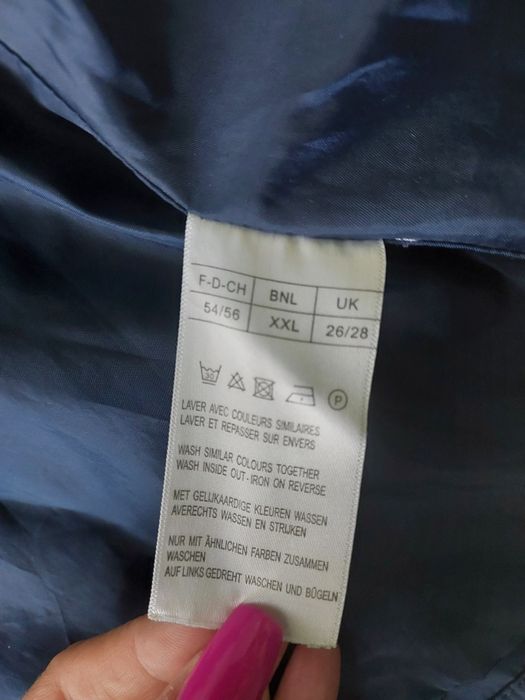 F-D-CH BNL UK
54/56 XXL 26/28
30 P
LAVER AVEC COULEURS SIMILAIRES
LAVER ET REPASSER SUR ENVERS
WASH SIMILAR COLOURS TOGETHER
WASH INSIDE OUT - IRON ON REVERSE
MET GELIJKAARDIGE KLEUREN WASSEN
AVERECHTS WASSEN EN STRIJKEN
NUR MIT ÄHNLICHEN FARBEN ZUSAMMEN
WASCHEN
AUF LINKS GEDREHT WASCHEN UND BÜGELN